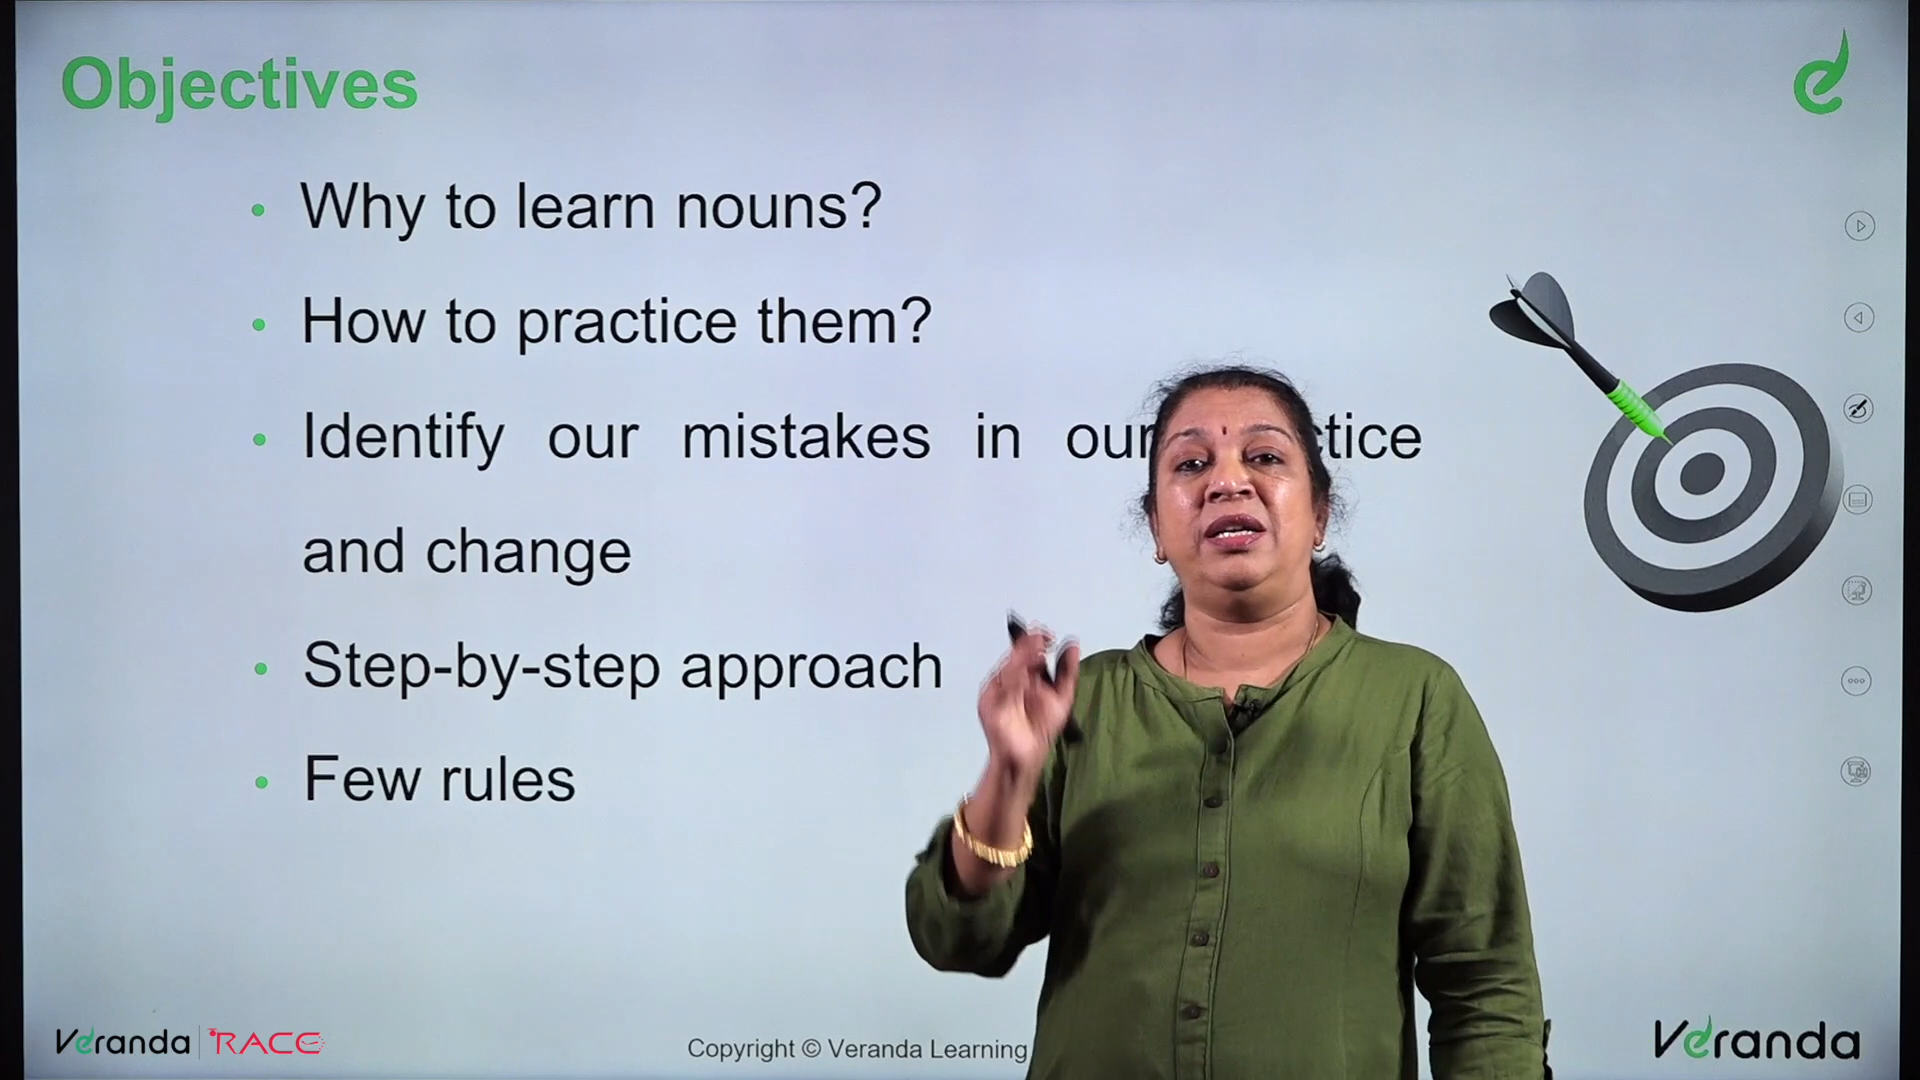 Objectives
• Why to learn nouns?
• How to practice them?
• Identify our mistakes in our
and change
• Step-by-step approach
• Few rules
Veranda RACE
Copyright © Veranda Learning
Veranda